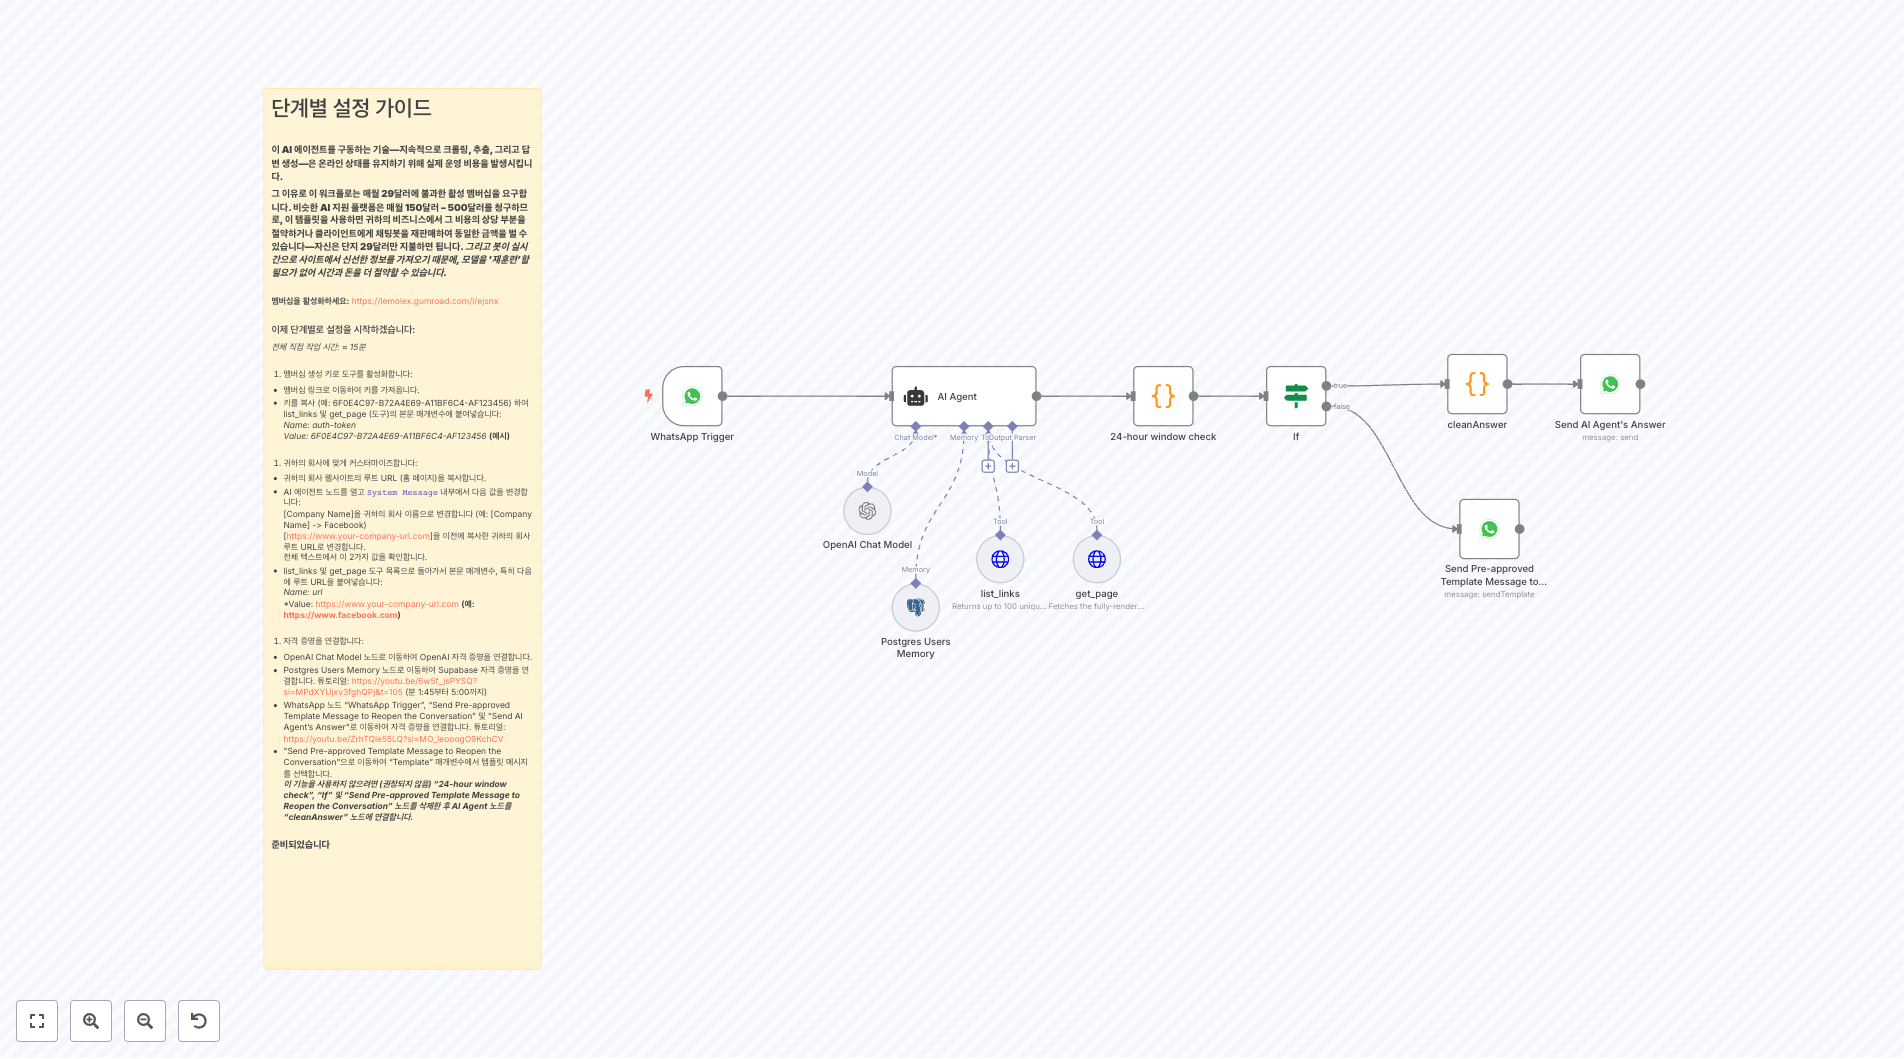 단계별 설정 가이드
이 AI 에이전트를 구동하는 기술—지속적으로 크롤링, 추출, 그리고 답
변 생성—은 온라인 상태를 유지하기 위해 실제 운영 비용을 발생시킵니
다.
그 이유로 이 워크플로는 매월 29달러에 불과한 활성 멤버십을 요구합
니다. 비슷한 AI 지원 플랫폼은 매월 150달러 – 500달러를 청구하므
로, 이 템플릿을 사용하면 귀하의 비즈니스에서 그 비용의 상당 부분을
절약하거나 클라이언트에게 채팅봇을 재판매하여 동일한 금액을 벌 수
있습니다—자신은 단지 29달러만 지불하면 됩니다. 그리고 봇이 실시
간으로 사이트에서 신선한 정보를 가져오기 때문에, 모델을 '재훈련'할
필요가 없어 시간과 돈을 더 절약할 수 있습니다.
멤버십을 활성화하세요: https://lemolex.gumroad.com/l/ejsnx
이제 단계별로 설정을 시작하겠습니다:
전체 직접 작업 시간: ≈ 15분
1. 멤버십 생성 키로 도구를 활성화합니다:
• 멤버십 링크로 이동하여 키를 가져옵니다.
• 키를 복사 (예: 6F0E4C97-B72A4E69-A11BF6C4-AF123456) 하여
list_links 및 get_page (도구)의 본문 매개변수에 붙여넣습니다:
Name: auth-token
Value: 6F0E4C97-B72A4E69-A11BF6C4-AF123456 (예시)
1. 귀하의 회사에 맞게 커스터마이즈합니다:
• 귀하의 회사 웹사이트의 루트 URL (홈 페이지)을 복사합니다.
• AI 에이전트 노드를 열고 System Message 내부에서 다음 값을 변경합
니다:
[Company Name]을 귀하의 회사 이름으로 변경합니다 (예: [Company
Name] -> Facebook)
[https://www.your-company-url.com]을 이전에 복사한 귀하의 회사
루트 URL로 변경합니다.
전체 텍스트에서 이 2가지 값을 확인합니다.
• list_links 및 get_page 도구 목록으로 돌아가서 본문 매개변수, 특히 다음
에 루트 URL을 붙여넣습니다:
Name: url
*Value: https://www.your-company-url.com (예:
https://www.facebook.com)
1. 자격 증명을 연결합니다:
• OpenAI Chat Model 노드로 이동하여 OpenAI 자격 증명을 연결합니다.
• Postgres Users Memory 노드로 이동하여 Supabase 자격 증명을 연
결합니다. 튜토리얼: https://youtu.be/6w5f_jsPYSQ?
si=MPdXYUjxv3fghQPj&t=105 (분 1:45부터 5:00까지)
• WhatsApp 노드 "WhatsApp Trigger", "Send Pre-approved
Template Message to Reopen the Conversation" 및 "Send AI
Agent's Answer"로 이동하여 자격 증명을 연결합니다. 튜토리얼:
https://youtu.be/ZrhTQle55LQ?si=MO_IeooogO9KchCV
• "Send Pre-approved Template Message to Reopen the
Conversation"으로 이동하여 "Template" 매개변수에서 템플릿 메시지
를 선택합니다.
이 기능을 사용하지 않으려면 (권장되지 않음) "24-hour window
check", "If" 및 "Send Pre-approved Template Message to
Reopen the Conversation" 노드를 삭제한 후 AI Agent 노드를
"cleanAnswer" 노드에 연결합니다.
준비되었습니다
WhatsApp Trigger
AI Agent
Chat Model*
Memory
To
Output Parser
Model
OpenAI Chat Model
Memory
Postgres Users
Memory
Tool
list_links
Returns up to 100 uniqu...
Tool
get_page
Fetches the fully-render...
24-hour window check
If
true
false
cleanAnswer
Send AI Agent's Answer
message: send
Send Pre-approved
Template Message to...
message: sendTemplate